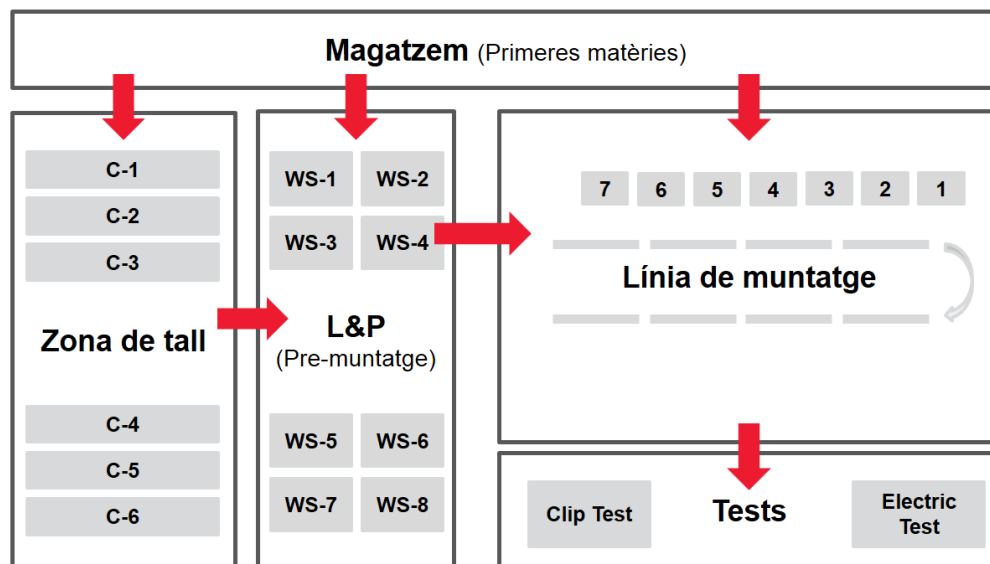 Magatzem (Primeres matèries)
C-1
C-2
C-3
Zona de tall
C-4
C-5
C-6
WS-1 WS-2
WS-3 WS-4
L&P
(Pre-muntatge)
WS-5 WS-6
WS-7 WS-8
7 6 5 4 3 2 1
Línia de muntatge
Clip Test
Tests
Electric
Test